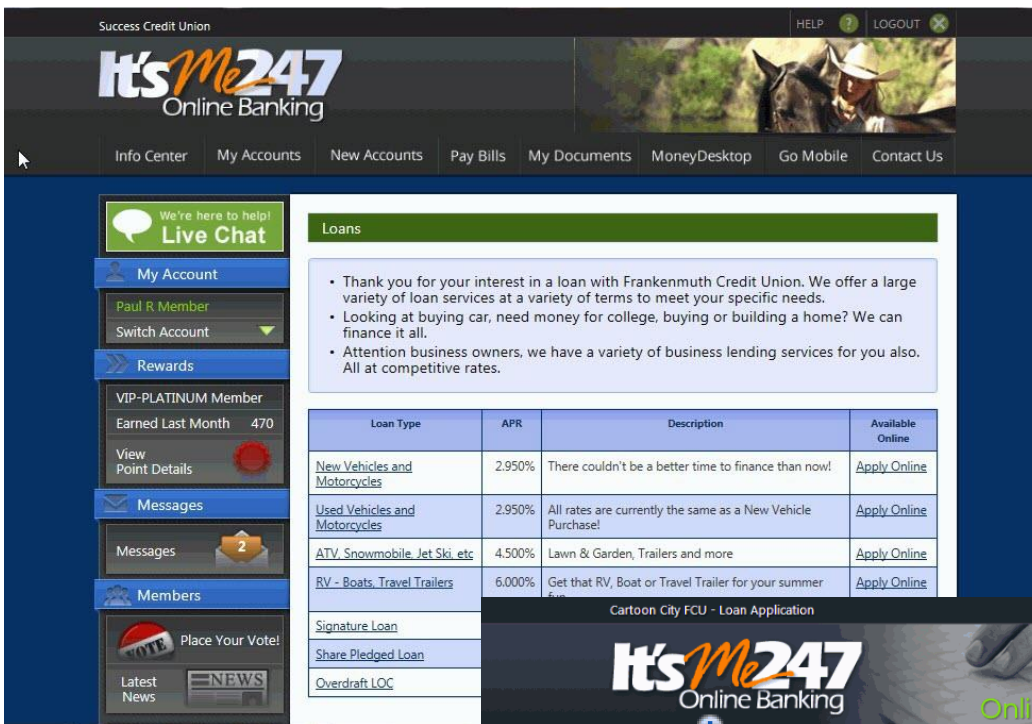 Success Credit Union
HELP ? LOGOUT
It's Me247
Online Banking
Info Center My Accounts New Accounts Pay Bills My Documents MoneyDesktop Go Mobile Contact Us
We're here to help!
Live Chat
My Account
Paul R Member
Switch Account
Rewards
VIP-PLATINUM Member
Earned Last Month 470
View
Point Details
Messages
Messages 2
Members
VOTE Place Your Vote!
Latest
News
NEWS
Loans
• Thank you for your interest in a loan with Frankenmuth Credit Union. We offer a large
variety of loan services at a variety of terms to meet your specific needs.
• Looking at buying car, need money for college, buying or building a home? We can
finance it all.
• Attention business owners, we have a variety of business lending services for you also.
All at competitive rates.
Loan Type APR Description Available
Online
New Vehicles and
Motorcycles 2.950% There couldn't be a better time to finance than now! Apply Online
Used Vehicles and
Motorcycles 2.950% All rates are currently the same as a New Vehicle
Purchase! Apply Online
ATV, Snowmobile, Jet Ski, etc 4.500% Lawn & Garden, Trailers and more Apply Online
RV - Boats, Travel Trailers 6.000% Get that RV, Boat or Travel Trailer for your summer Apply Online
Signature Loan
Share Pledged Loan
Overdraft LOC
Cartoon City FCU - Loan Application
It's Me247
Online Banking
Onli